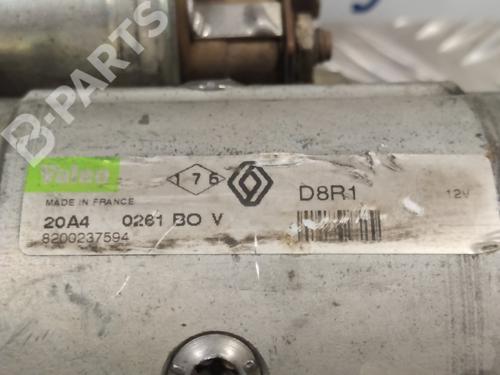 B-PARTS
Valeo
176
D8R1
12V
MADE IN FRANCE
20A4 0261 BO V
8200237594